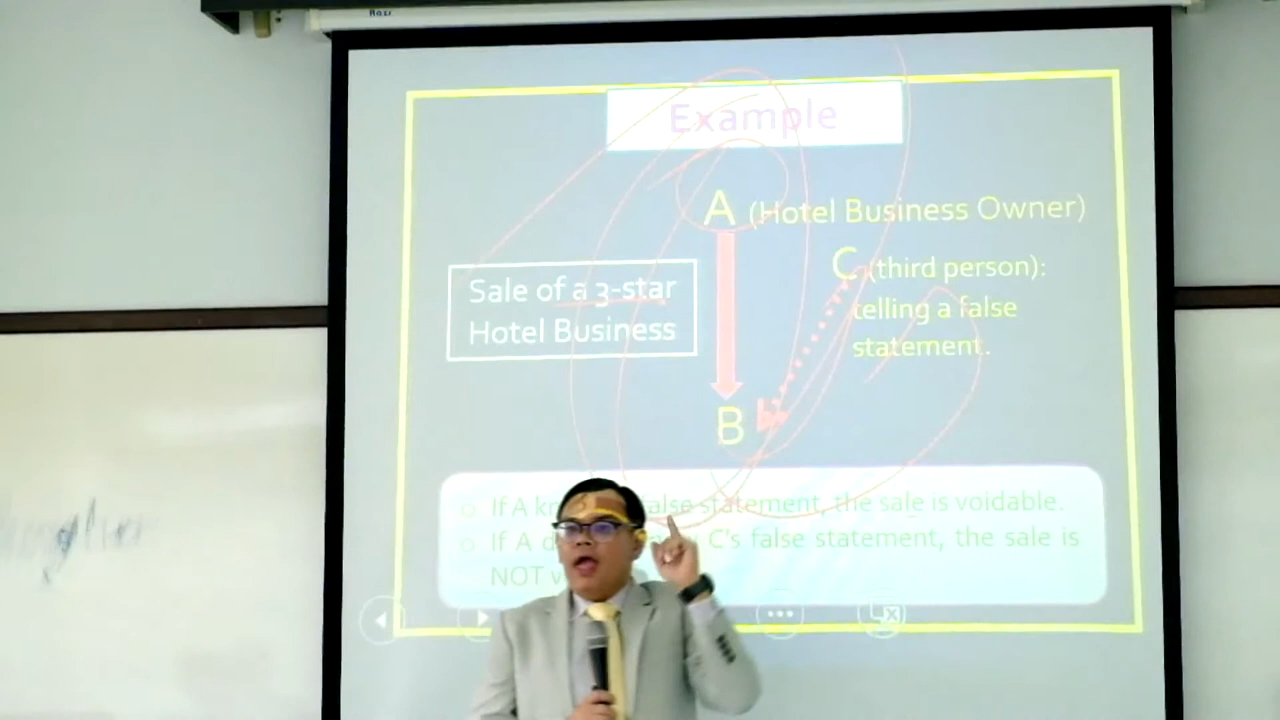 Example
A (Hotel Business Owner)
C (third person):
telling a false
statement.
Sale of a 3-star
Hotel Business
B
If A false statement, the sale is voidable.
If A C's false statement, the sale is
NOT